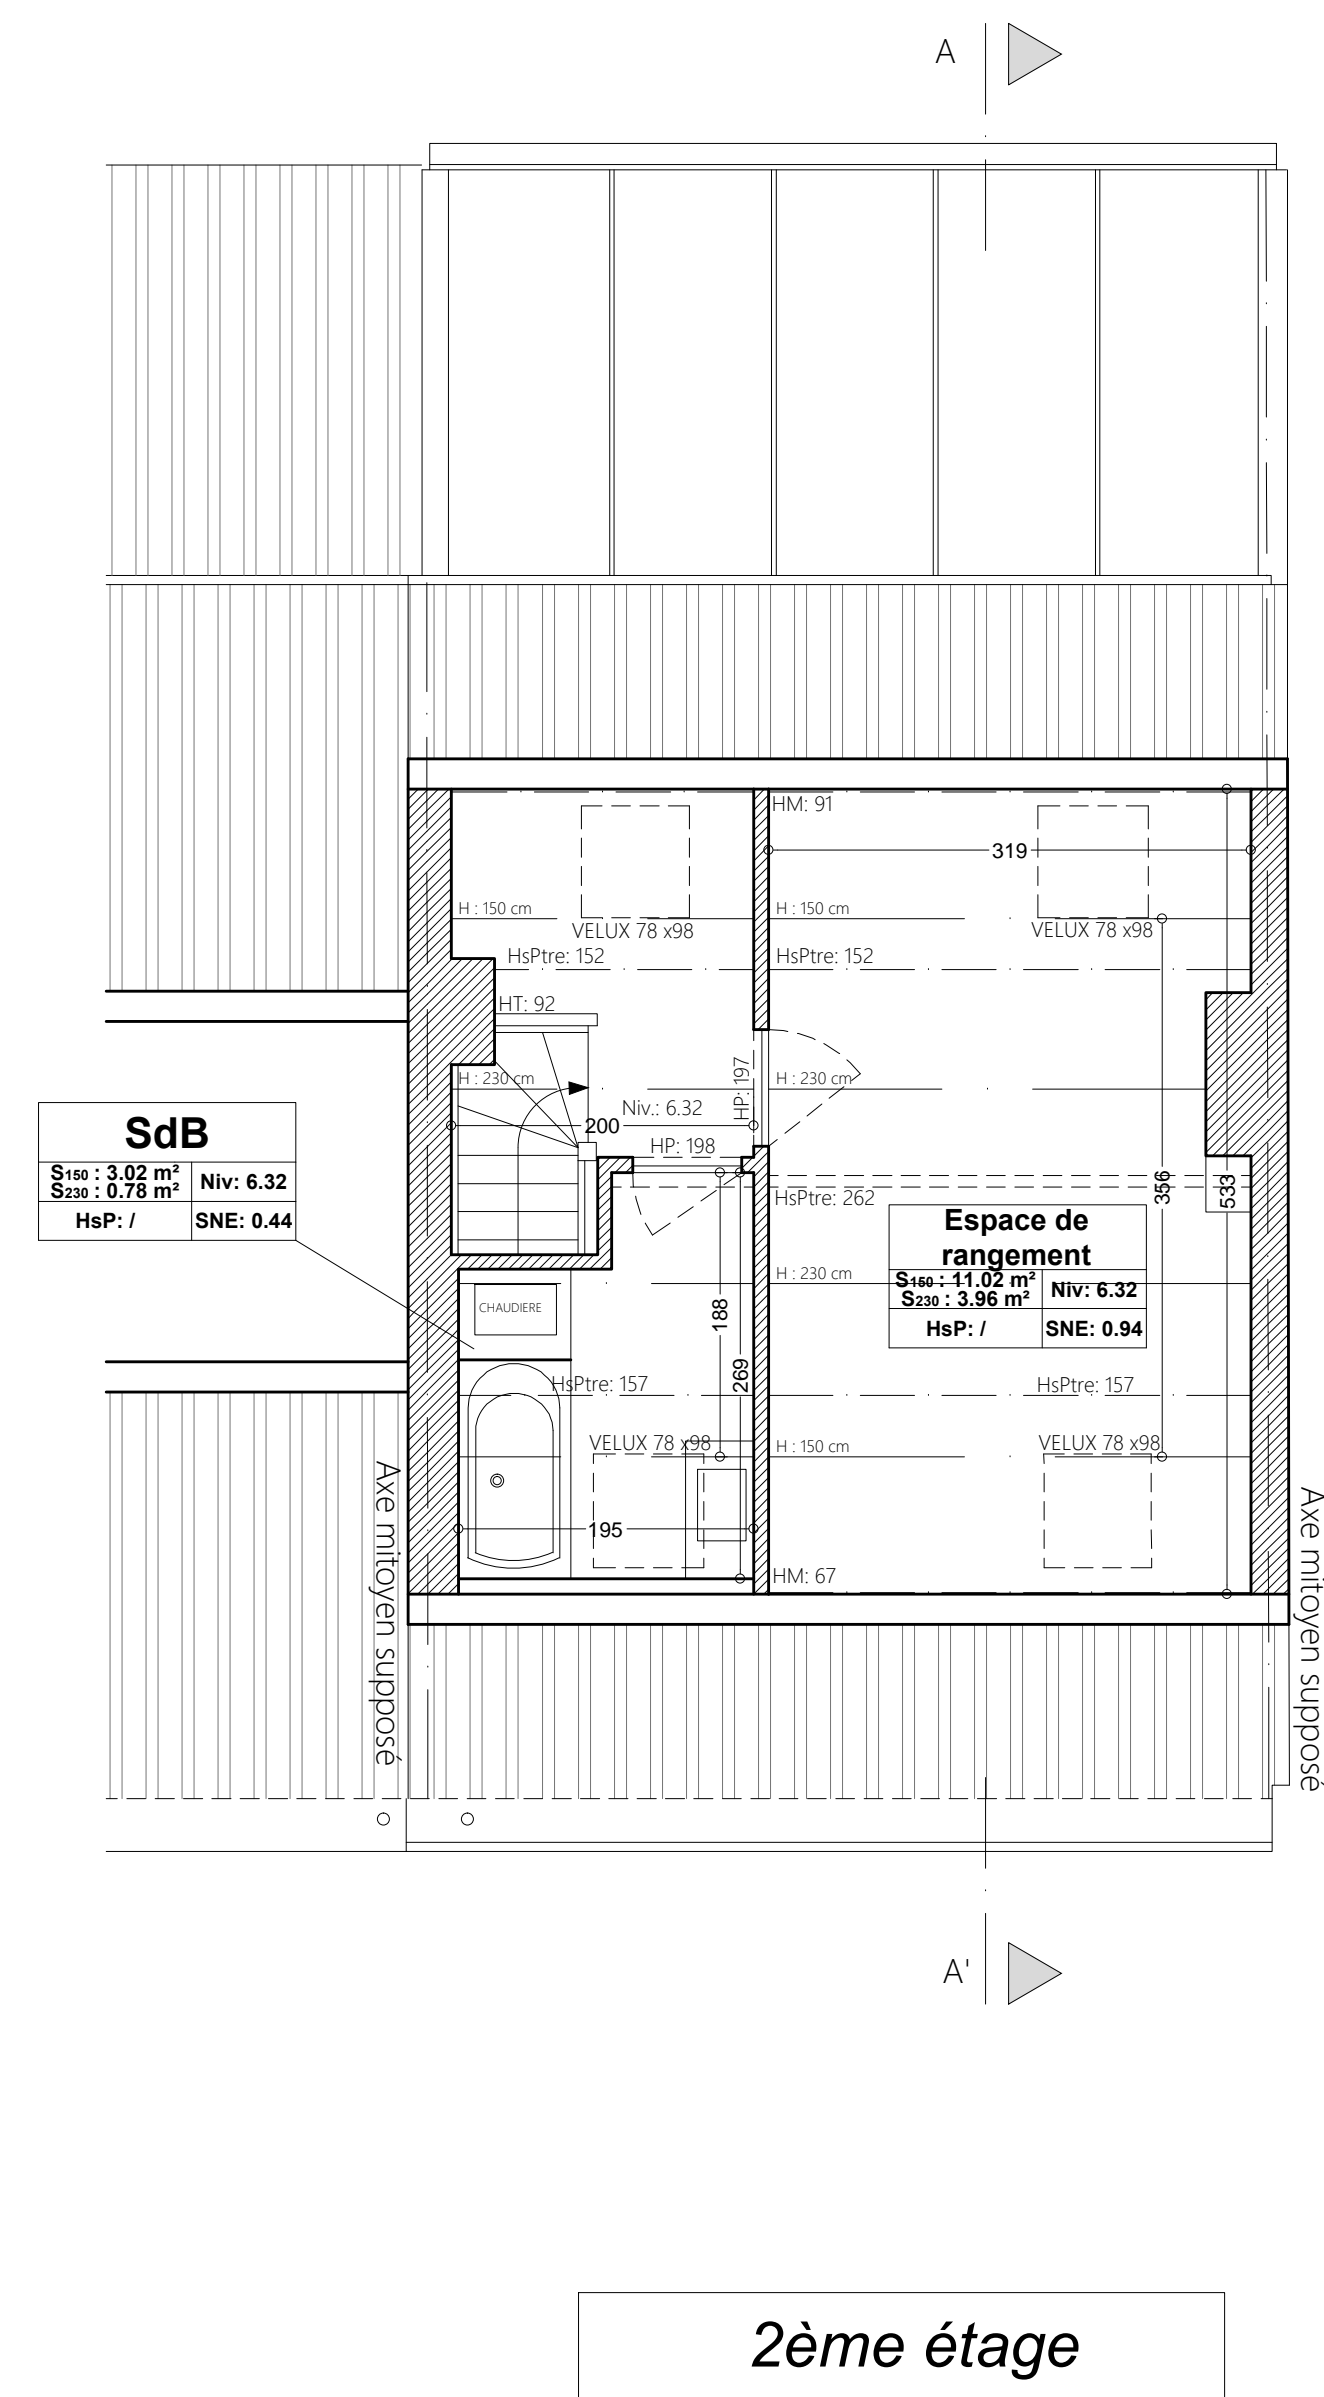 A
HM: 91
319
H : 150 cm
H : 150 cm
VELUX 78 x98
VELUX 78 x98
HsPtre: 152
HsPtre: 152
HT: 92
H : 230 cm
H : 230 cm
HP: 197
Niv.: 6.32
200
HP: 198
SdB
S150 : 3.02 m²
S230 : 0.78 m²
Niv: 6.32
HsP: /
SNE: 0.44
HsPtre: 262
356
533
Espace de
rangement
S150 : 11.02 m²
S230 : 3.96 m²
Niv: 6.32
HsP: /
SNE: 0.94
H : 230 cm
CHAUDIERE
188
269
HsPtre: 157
HsPtre: 157
VELUX 78 x98
H : 150 cm
VELUX 78 x98
195
HM: 67
Axe mitoyen supposé
Axe mitoyen supposé
A'
2ème étage